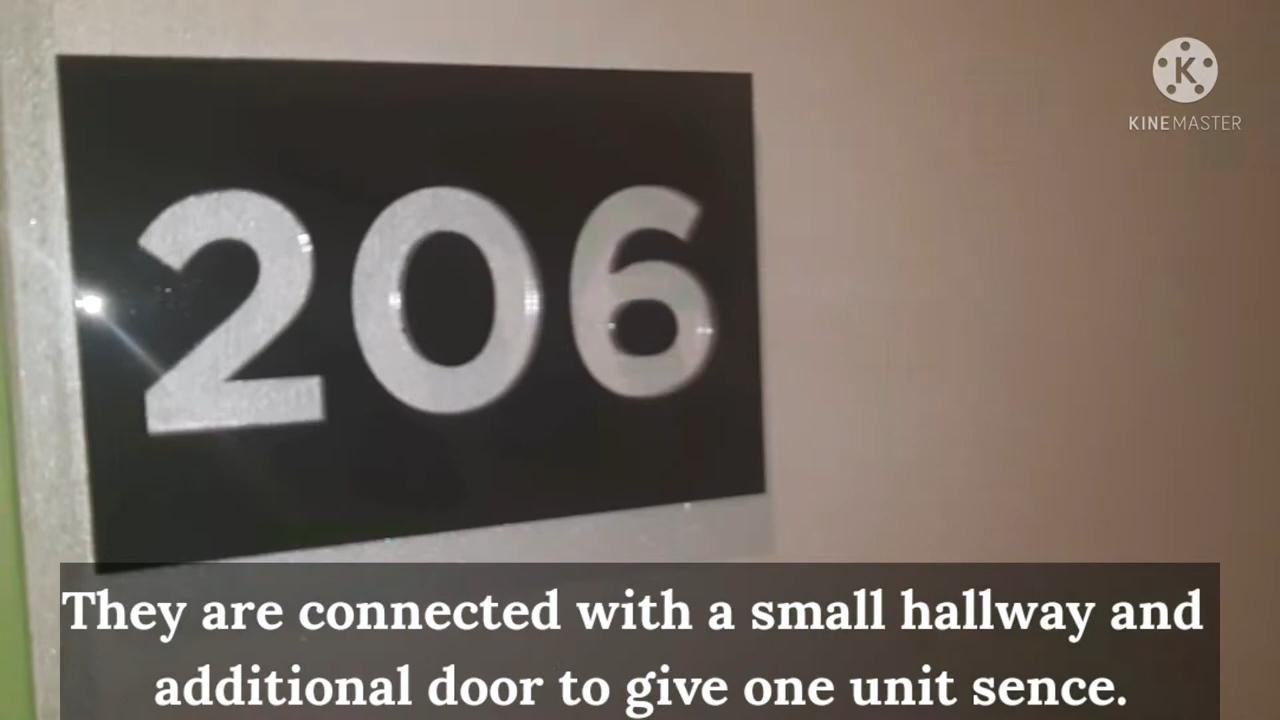 206
K
KINEMASTER
They are connected with a small hallway and
additional door to give one unit sence.